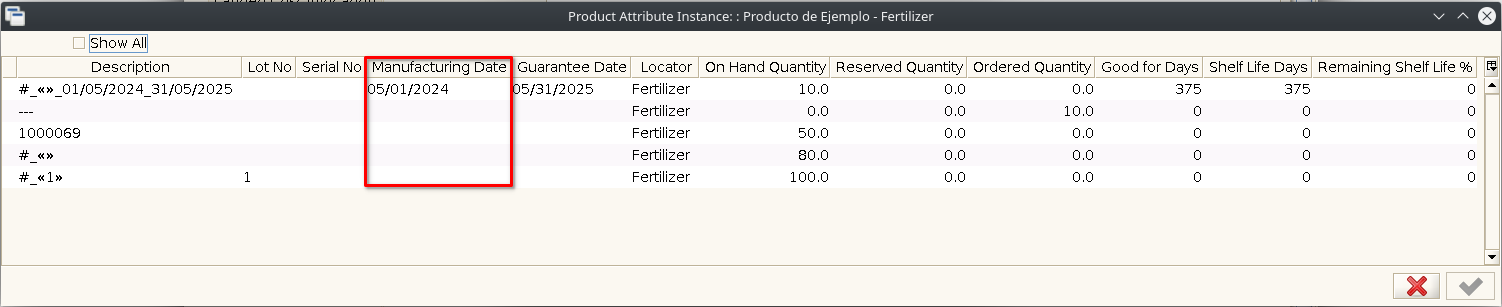 Product Attribute Instance: : Producto de Ejemplo - Fertilizer
Show All
Description Lot No Serial No Manufacturing Date Guarantee Date Locator On Hand Quantity Reserved Quantity Ordered Quantity Good for Days Shelf Life Days Remaining Shelf Life %
#_«»_01/05/2024_31/05/2025 05/01/2024 05/31/2025 Fertilizer 10.0 0.0 0.0 375 375 0
--- Fertilizer 0.0 0.0 10.0 0 0 0
1000069 Fertilizer 50.0 0.0 0.0 0 0 0
#_«» Fertilizer 80.0 0.0 0.0 0 0 0
#_«1» 1 Fertilizer 100.0 0.0 0.0 0 0 0